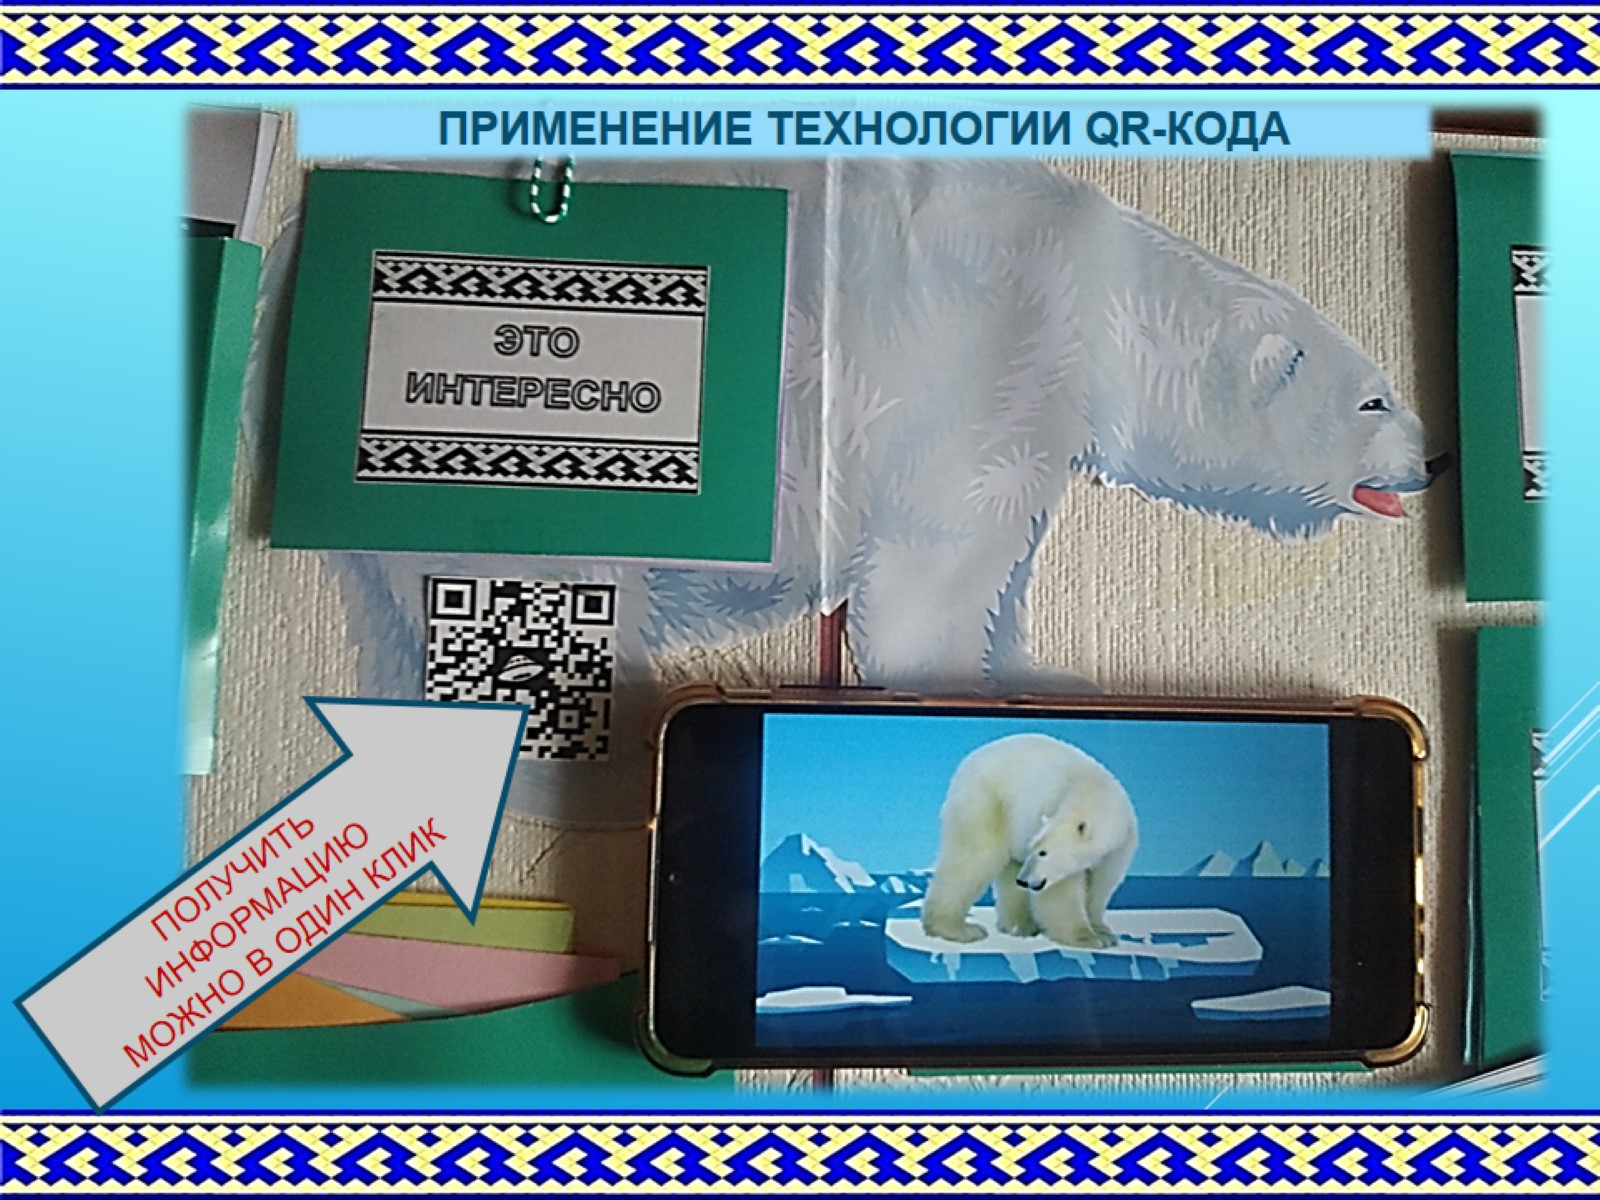 ПРИМЕНЕНИЕ ТЕХНОЛОГИИ QR-КОДА
ЭТО
ИНТЕРЕСНО
ПОЛУЧИТЬ
ИНФОРМАЦИЮ
МОЖНО В ОДИН КЛИК